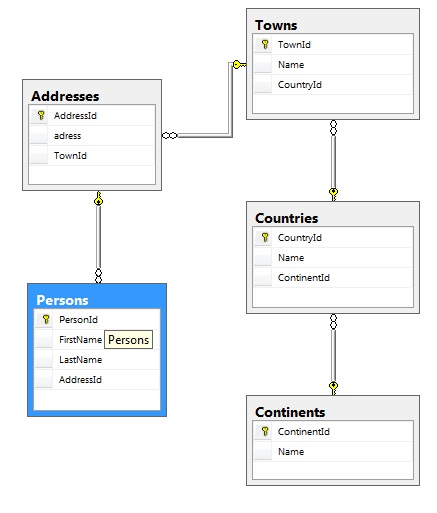 Towns
TownId
Name
CountryId
Addresses
AddressId
adress
TownId
Countries
CountryId
Name
ContinentId
Persons
PersonId
FirstName
Persons
LastName
AddressId
Continents
ContinentId
Name